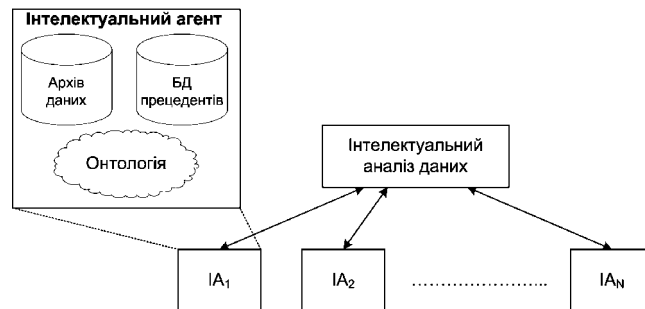 Інтелектуальний агент
Архів
даних
БД
прецедентів
Онтологія
Інтелектуальний
аналіз даних
IA₁
IA₂
IAN